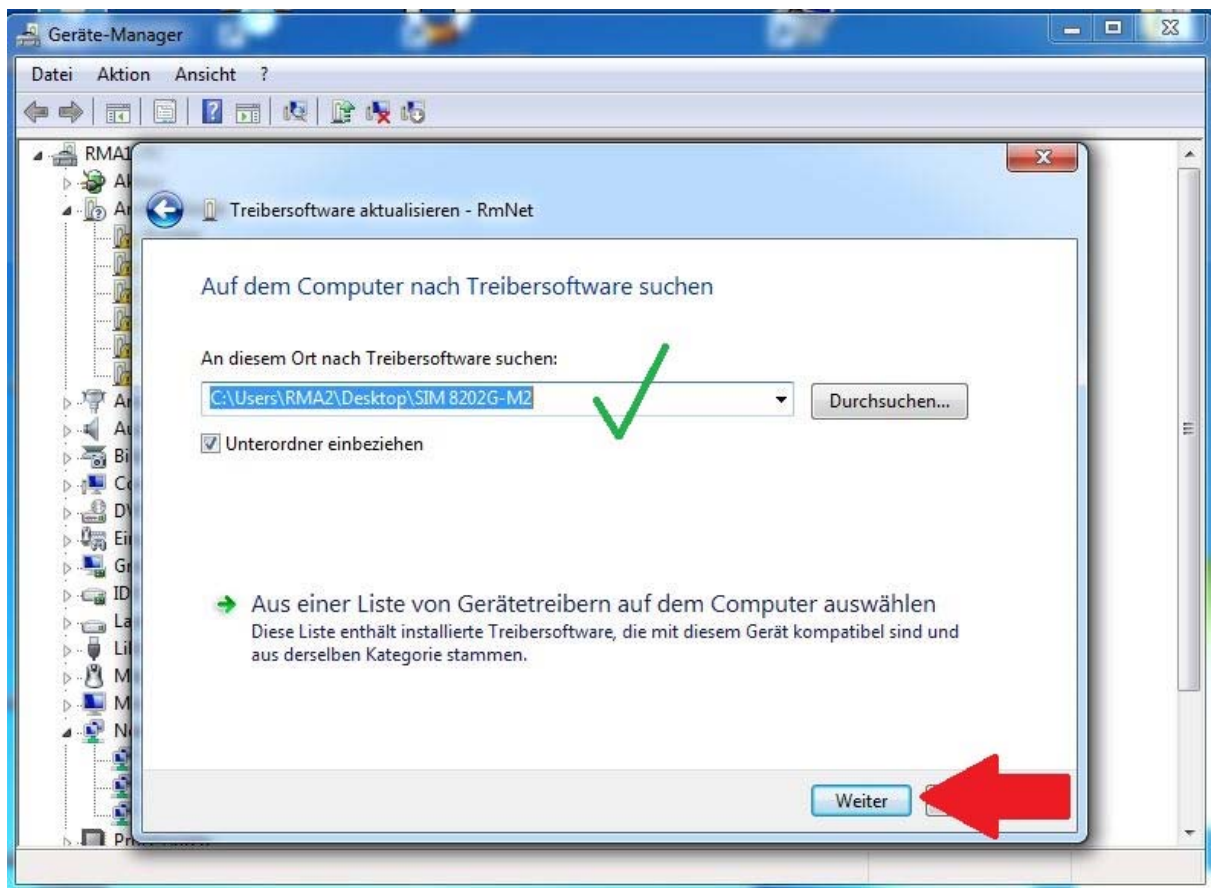 Geräte-Manager
Datei Aktion Ansicht ?
Treibersoftware aktualisieren - RmNet
Auf dem Computer nach Treibersoftware suchen
An diesem Ort nach Treibersoftware suchen:
C:\Users\RMA2\Desktop\SIM 8202G-M2
Durchsuchen...
Unterordner einbeziehen
Aus einer Liste von Gerätetreibern auf dem Computer auswählen
Diese Liste enthält installierte Treibersoftware, die mit diesem Gerät kompatibel sind und
aus derselben Kategorie stammen.
Weiter